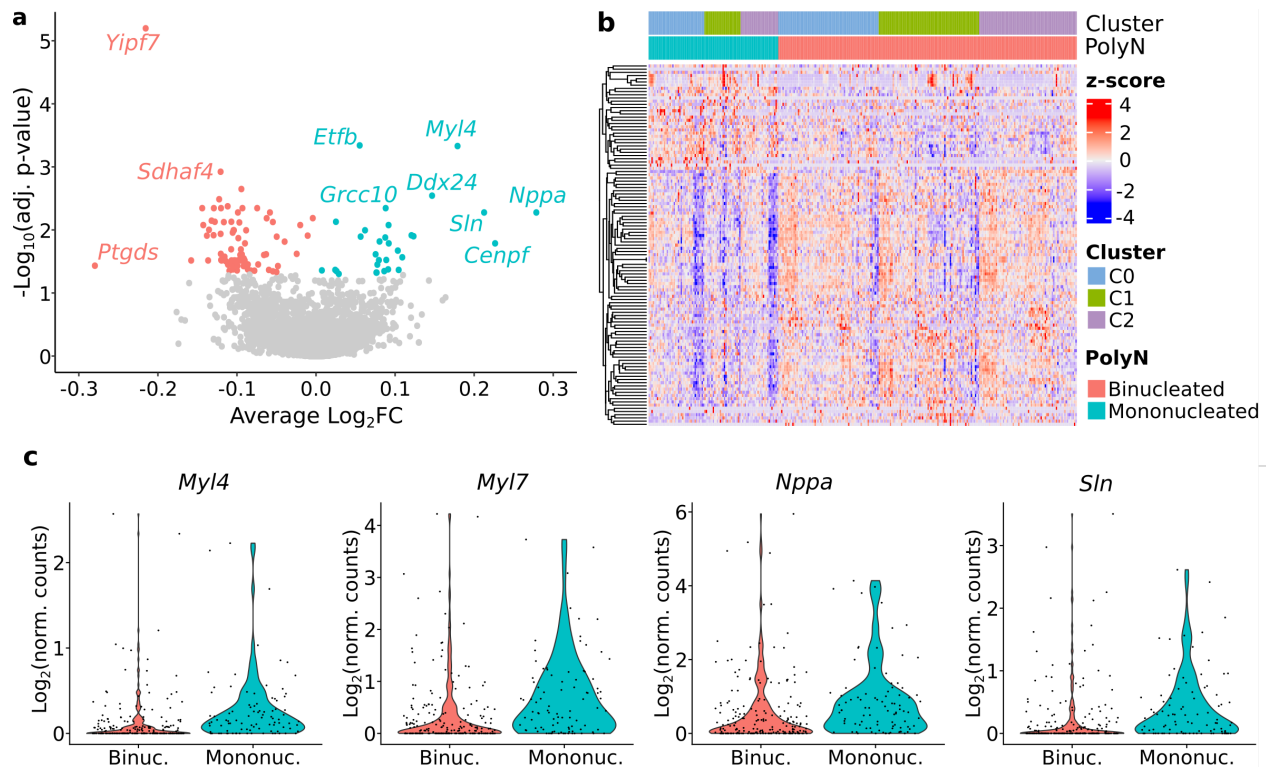 a
-Log10(adj. p-value)
5
4
3
2
1
0
Yipf7
Sdhaf4
Ptgds
Etfb
Myl4
Grcc10
Ddx24
Nppa
Sln
Cenpf
-0.3
-0.2
-0.1
0.0
0.1
0.2
0.3
Average Log2FC
b
Cluster
PolyN
z-score
4
2
0
-2
-4
Cluster
C0
C1
C2
PolyN
Binucleated
Mononucleated
c
Myl4
Log2(norm. counts)
2
1
0
Binuc. Mononuc.
Myl7
Log2(norm. counts)
4
3
2
1
0
Binuc. Mononuc.
Nppa
Log2(norm. counts)
6
4
2
0
Binuc. Mononuc.
Sln
Log2(norm. counts)
3
2
1
0
Binuc. Mononuc.